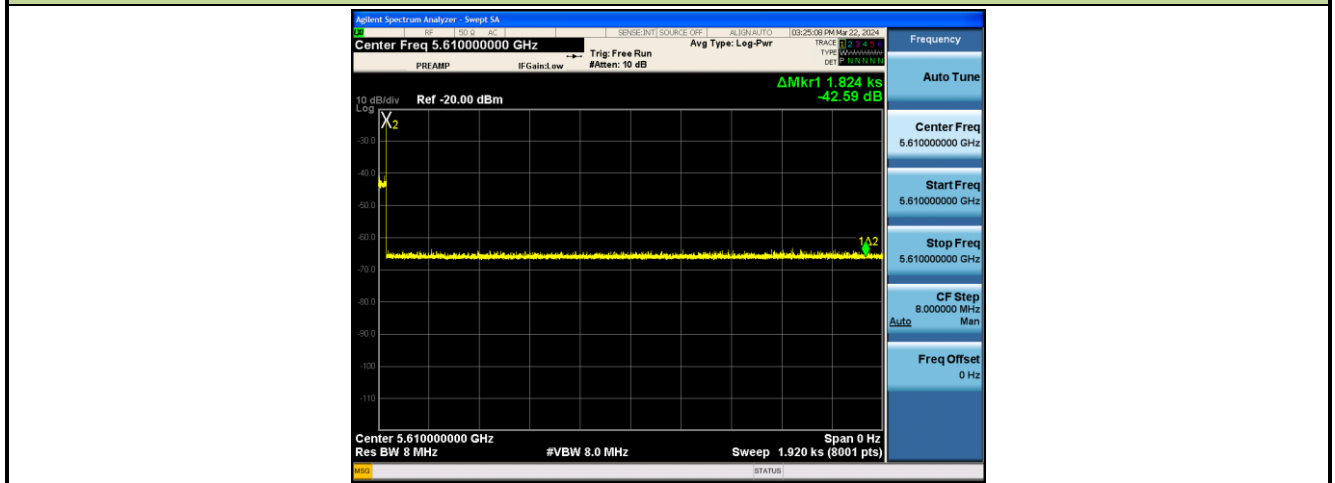 Agilent Spectrum Analyzer - Swept SA
RF 50 Ω AC SENSE:INT SOURCE OFF ALIGN AUTO 03:25:08 PM Mar 22, 2024
Center Freq 5.610000000 GHz Avg Type: Log-Pwr TRACE 1 2 3 4 5 6
Trig: Free Run TYPE
PREAMP IFGain:Low #Atten: 10 dB DET P N N N N N
ΔMkr1 1.824 ks
10 dB/div Ref -20.00 dBm -42.59 dB
Log
X2
-30.0
-40.0
-50.0
-60.0
1Δ2
-70.0
-80.0
-90.0
-100
-110
Center 5.610000000 GHz Span 0 Hz
Res BW 8 MHz #VBW 8.0 MHz Sweep 1.920 ks (8001 pts)
MSG STATUS
Frequency
Auto Tune
Center Freq
5.610000000 GHz
Start Freq
5.610000000 GHz
Stop Freq
5.610000000 GHz
CF Step
8.000000 MHz
Auto Man
Freq Offset
0 Hz